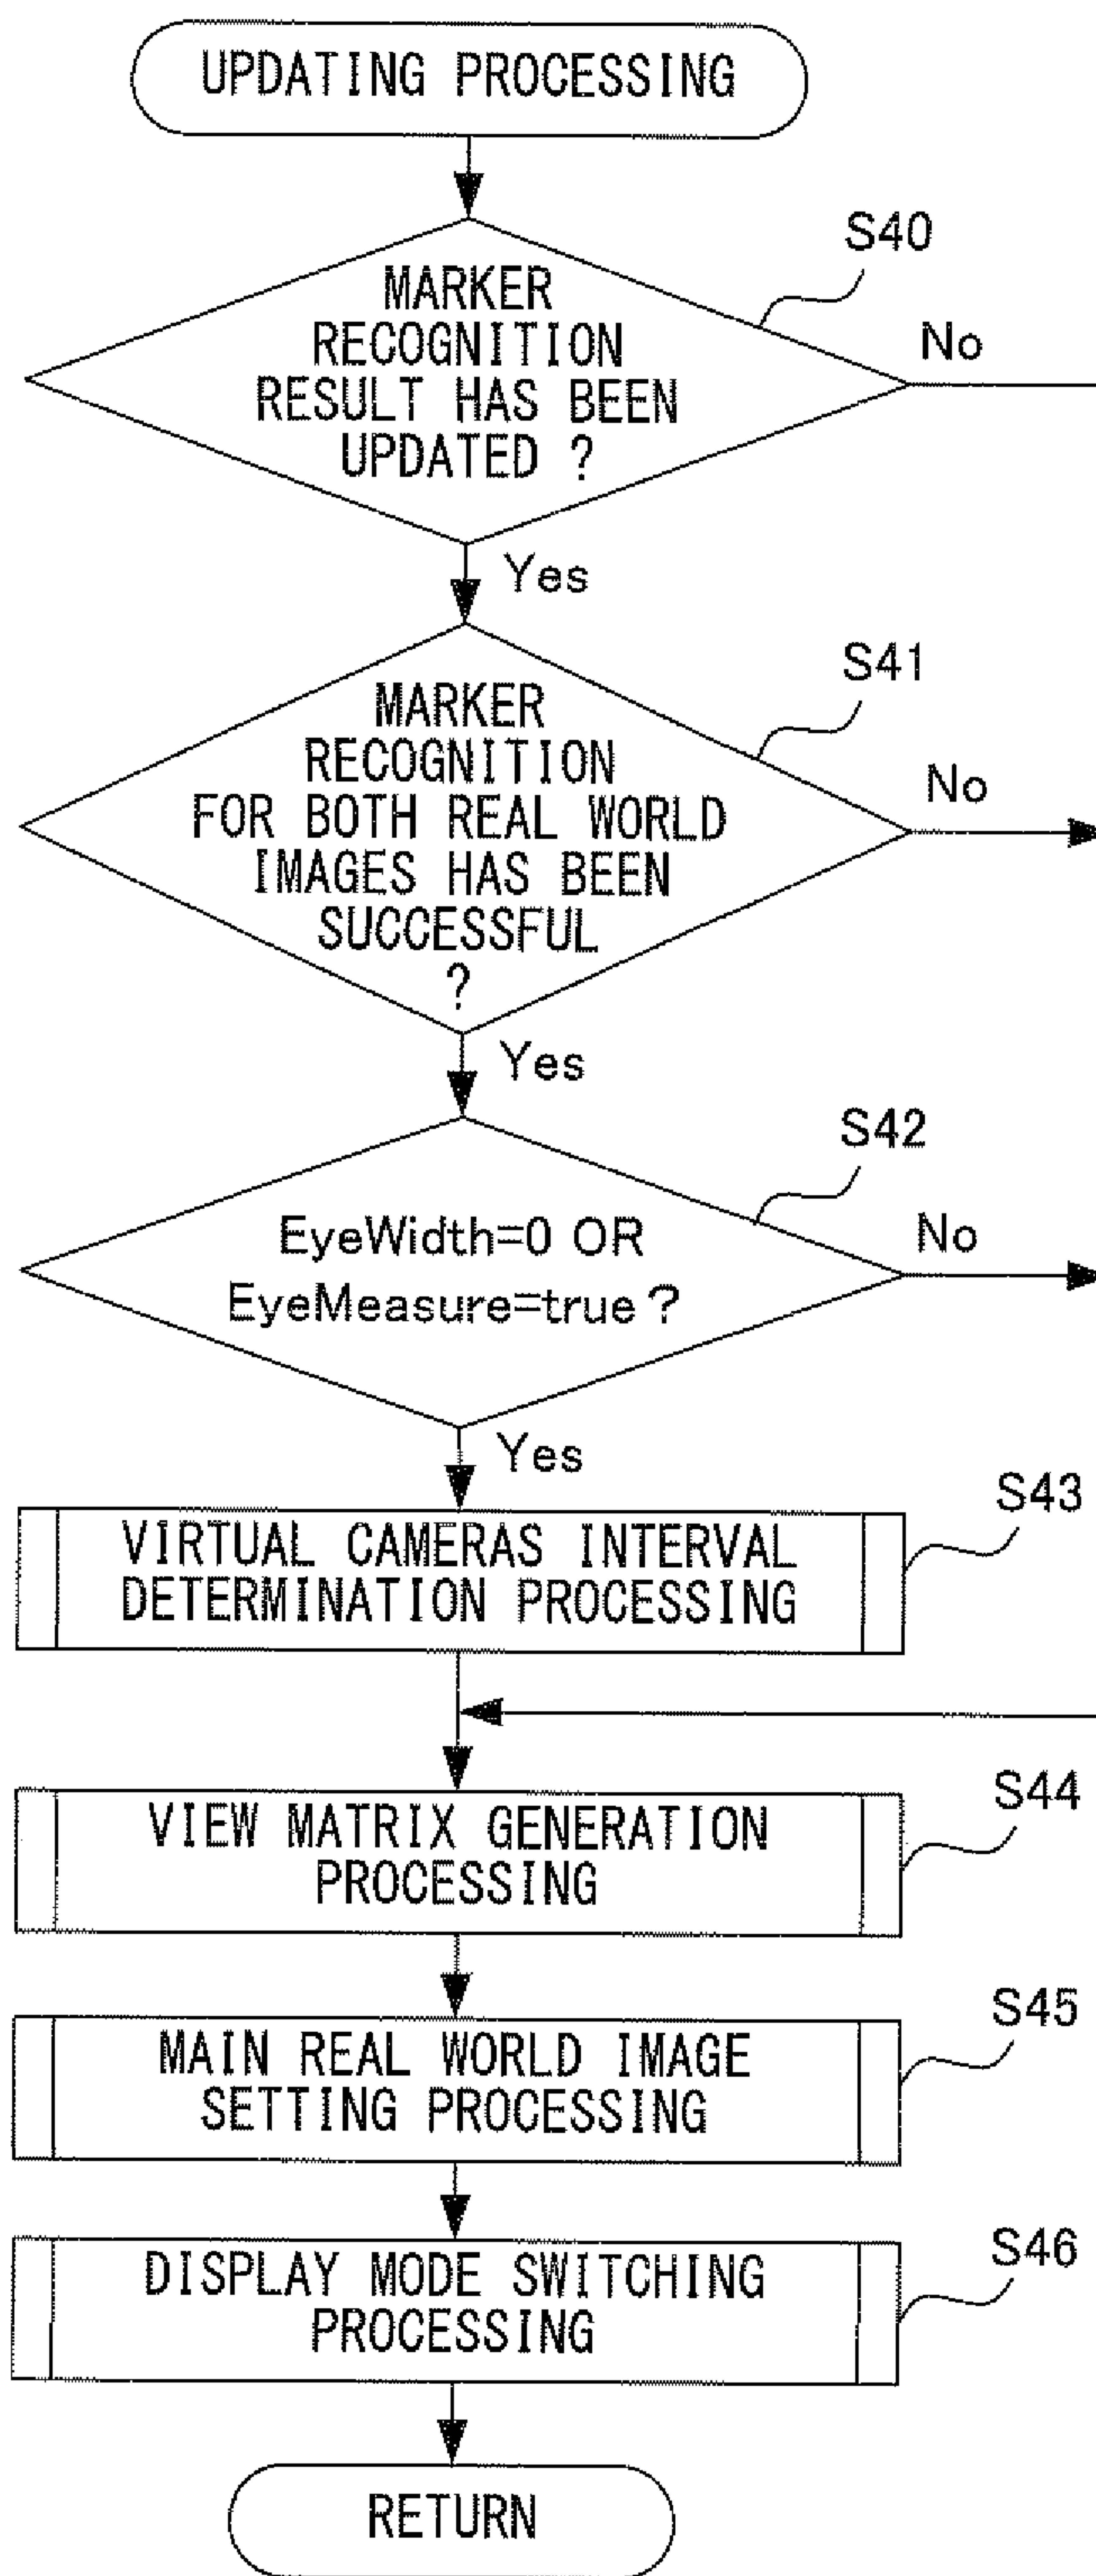 UPDATING PROCESSING
S40
MARKER
RECOGNITION
RESULT HAS BEEN
UPDATED ?
No
Yes
S41
MARKER
RECOGNITION
FOR BOTH REAL WORLD
IMAGES HAS BEEN
SUCCESSFUL
?
No
Yes
S42
EyeWidth=0 OR
EyeMeasure=true ?
No
Yes
S43
VIRTUAL CAMERAS INTERVAL
DETERMINATION PROCESSING
S44
VIEW MATRIX GENERATION
PROCESSING
S45
MAIN REAL WORLD IMAGE
SETTING PROCESSING
S46
DISPLAY MODE SWITCHING
PROCESSING
RETURN